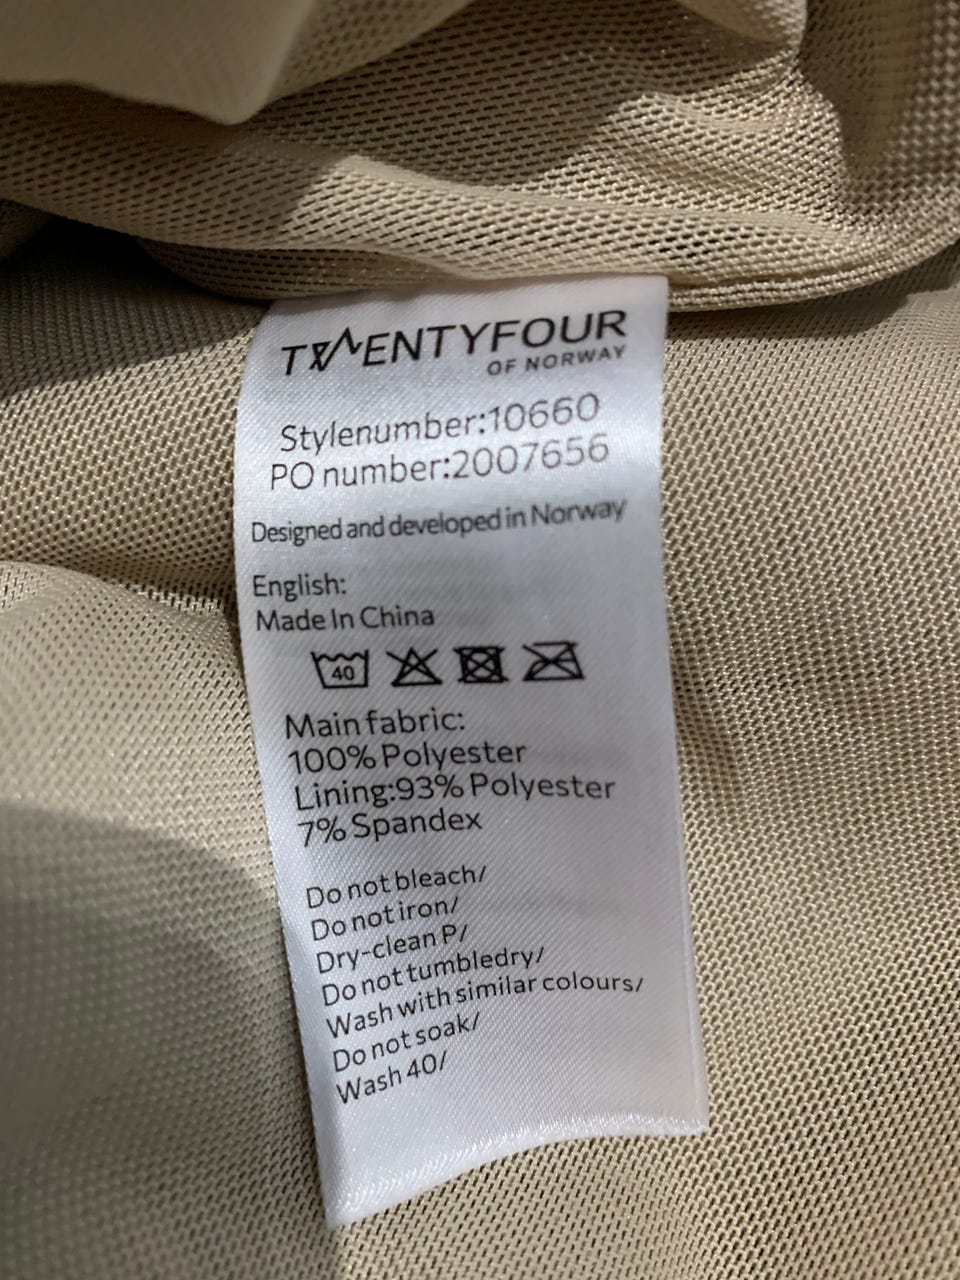 TWENTYFOUR
OF NORWAY
Stylenumber:10660
PO number:2007656
Designed and developed in Norway
English:
Made In China
40
Main fabric:
100% Polyester
Lining:93% Polyester
7% Spandex
Do not bleach/
Do not iron/
Dry-clean P/
Do not tumbledry/
Wash with similar colours/
Do not soak/
Wash 40/